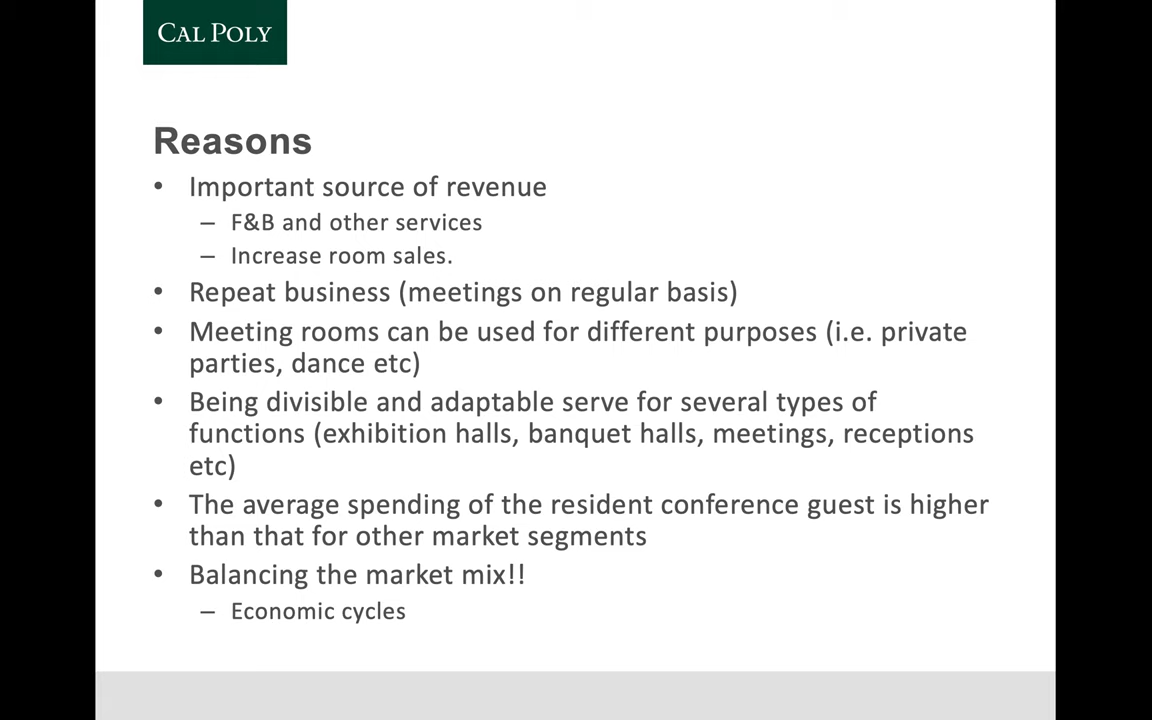 CAL POLY
Reasons
• Important source of revenue
– F&B and other services
– Increase room sales.
• Repeat business (meetings on regular basis)
• Meeting rooms can be used for different purposes (i.e. private
parties, dance etc)
• Being divisible and adaptable serve for several types of
functions (exhibition halls, banquet halls, meetings, receptions
etc)
• The average spending of the resident conference guest is higher
than that for other market segments
• Balancing the market mix!!
– Economic cycles